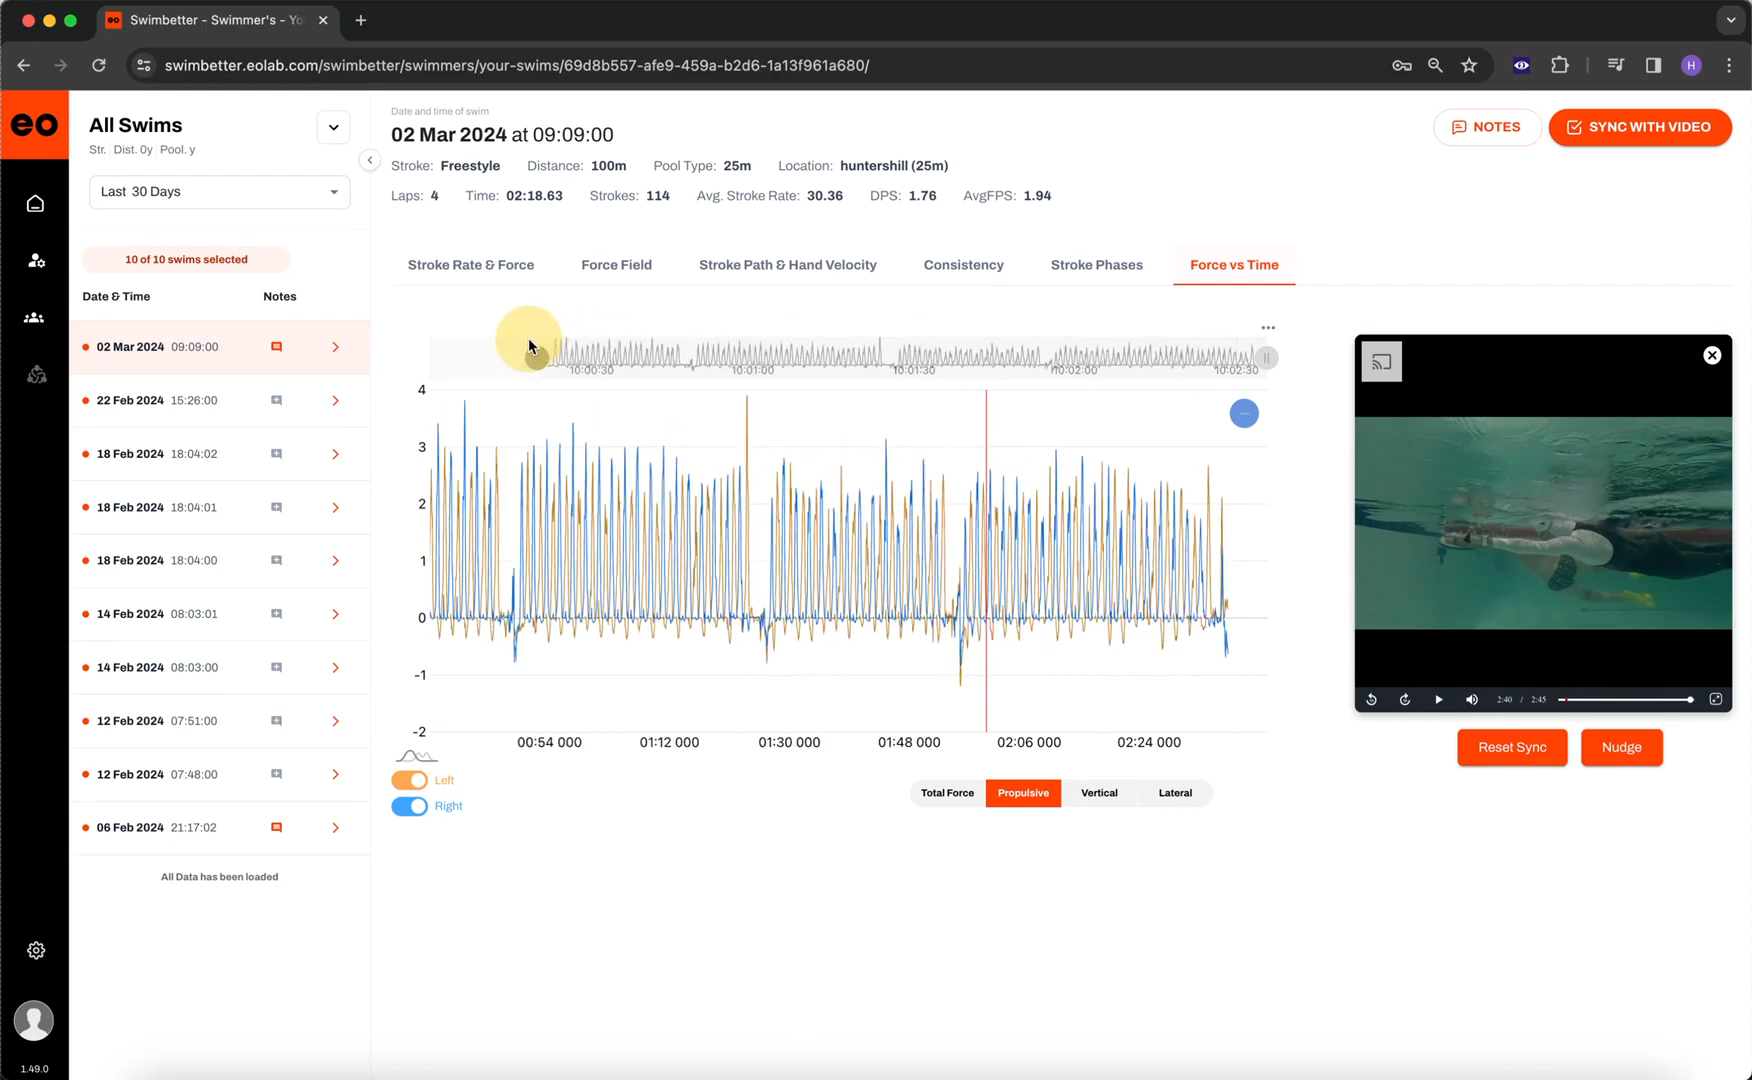 Swimbetter - Swimmer's - Yo
swimbetter.eolab.com/swimbetter/swimmers/your-swims/69d8b557-afe9-459a-b2d6-1a13f961a680/
H
eo
All Swims
Str. Dist. 0y Pool. y
Last 30 Days
10 of 10 swims selected
Date & Time Notes
02 Mar 2024 09:09:00
22 Feb 2024 15:26:00
18 Feb 2024 18:04:02
18 Feb 2024 18:04:01
18 Feb 2024 18:04:00
14 Feb 2024 08:03:01
14 Feb 2024 08:03:00
12 Feb 2024 07:51:00
12 Feb 2024 07:48:00
06 Feb 2024 21:17:02
All Data has been loaded
1.49.0
Date and time of swim
02 Mar 2024 at 09:09:00
Stroke: Freestyle Distance: 100m Pool Type: 25m Location: huntershill (25m)
Laps: 4 Time: 02:18.63 Strokes: 114 Avg. Stroke Rate: 30.36 DPS: 1.76 AvgFPS: 1.94
NOTES
SYNC WITH VIDEO
Stroke Rate & Force Force Field Stroke Path & Hand Velocity Consistency Stroke Phases Force vs Time
10:00:30 10:01:00 10:01:30 10:02:00 10:02:30
4
3
2
1
0
-1
-2
00:54 000 01:12 000 01:30 000 01:48 000 02:06 000 02:24 000
Left
Right
Total Force Propulsive Vertical Lateral
2:40 / 2:45
Reset Sync Nudge